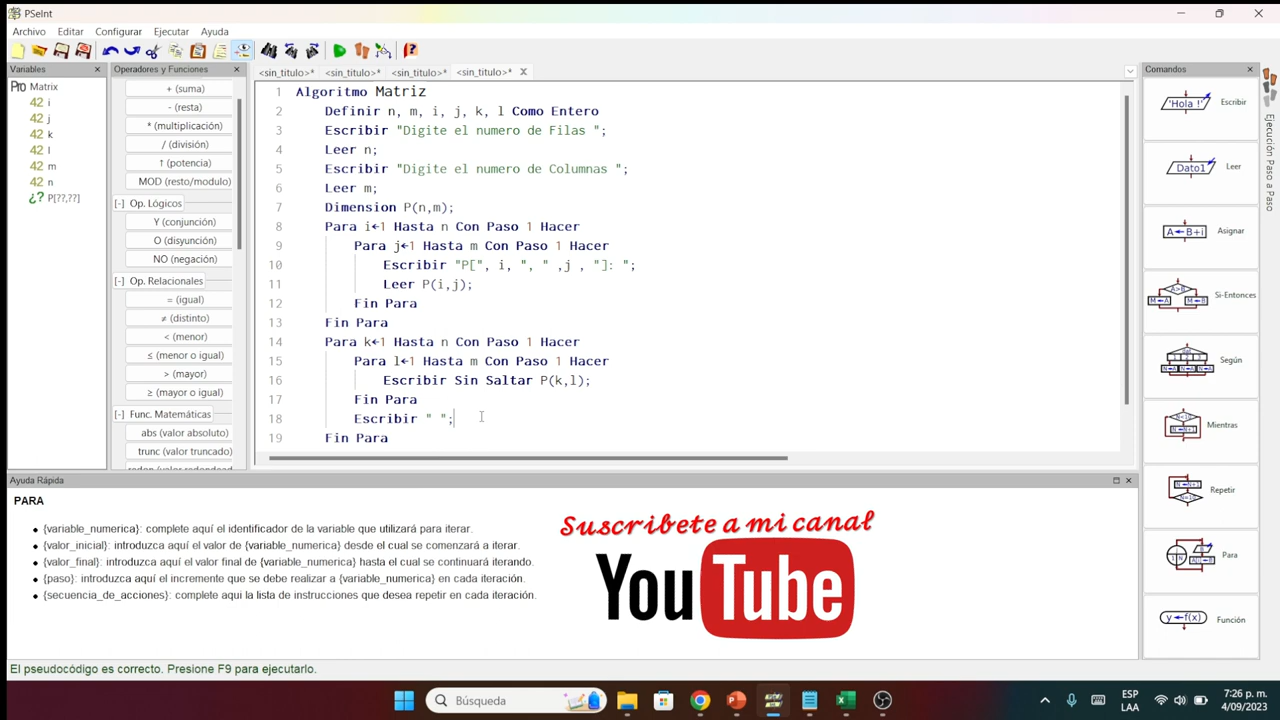 PSeInt
Archivo Editar Configurar Ejecutar Ayuda
Variables
Operadores y Funciones
<sin_titulo>* <sin_titulo>* <sin_titulo>* <sin_titulo>*
Comandos
Matrix
42 i
42 j
42 k
42 l
42 m
42 n
¿? P[??,??]
+ (suma)
- (resta)
* (multiplicación)
/ (división)
↑ (potencia)
MOD (resto/modulo)
[-] Op. Lógicos
Y (conjunción)
O (disyunción)
NO (negación)
[-] Op. Relacionales
= (igual)
≠ (distinto)
< (menor)
≤ (menor o igual)
> (mayor)
≥ (mayor o igual)
[-] Func. Matemáticas
abs (valor absoluto)
trunc (valor truncado)
1 Algoritmo Matriz
2 Definir n, m, i, j, k, l Como Entero
3 Escribir "Digite el numero de Filas ";
4 Leer n;
5 Escribir "Digite el numero de Columnas ";
6 Leer m;
7 Dimension P(n,m);
8 Para i←1 Hasta n Con Paso 1 Hacer
9 Para j←1 Hasta m Con Paso 1 Hacer
10 Escribir "P[", i, ", " ,j , "]: ";
11 Leer P(i,j);
12 Fin Para
13 Fin Para
14 Para k←1 Hasta n Con Paso 1 Hacer
15 Para l←1 Hasta m Con Paso 1 Hacer
16 Escribir Sin Saltar P(k,l);
17 Fin Para
18 Escribir " ";
19 Fin Para
'Hola !' Escribir
Dato1 Leer
A←B+i Asignar
A>B Si-Entonces
Según
Mientras
Repetir
Para
y←f(x) Función
Ejecución Paso a Paso
Ayuda Rápida
PARA
{variable_numerica}: complete aquí el identificador de la variable que utilizará para iterar.
{valor_inicial}: introduzca aquí el valor de {variable_numerica} desde el cual se comenzará a iterar.
{valor_final}: introduzca aquí el valor final de {variable_numerica} hasta el cual se continuará iterando.
{paso}: introduzca aquí el incremente que se debe realizar a {variable_numerica} en cada iteración.
{secuencia_de_acciones}: complete aqui la lista de instrucciones que desea repetir en cada iteración.
Suscribete a mi canal
YouTube
El pseudocódigo es correcto. Presione F9 para ejecutarlo.
Búsqueda
ESP
LAA
7:26 p. m.
4/09/2023